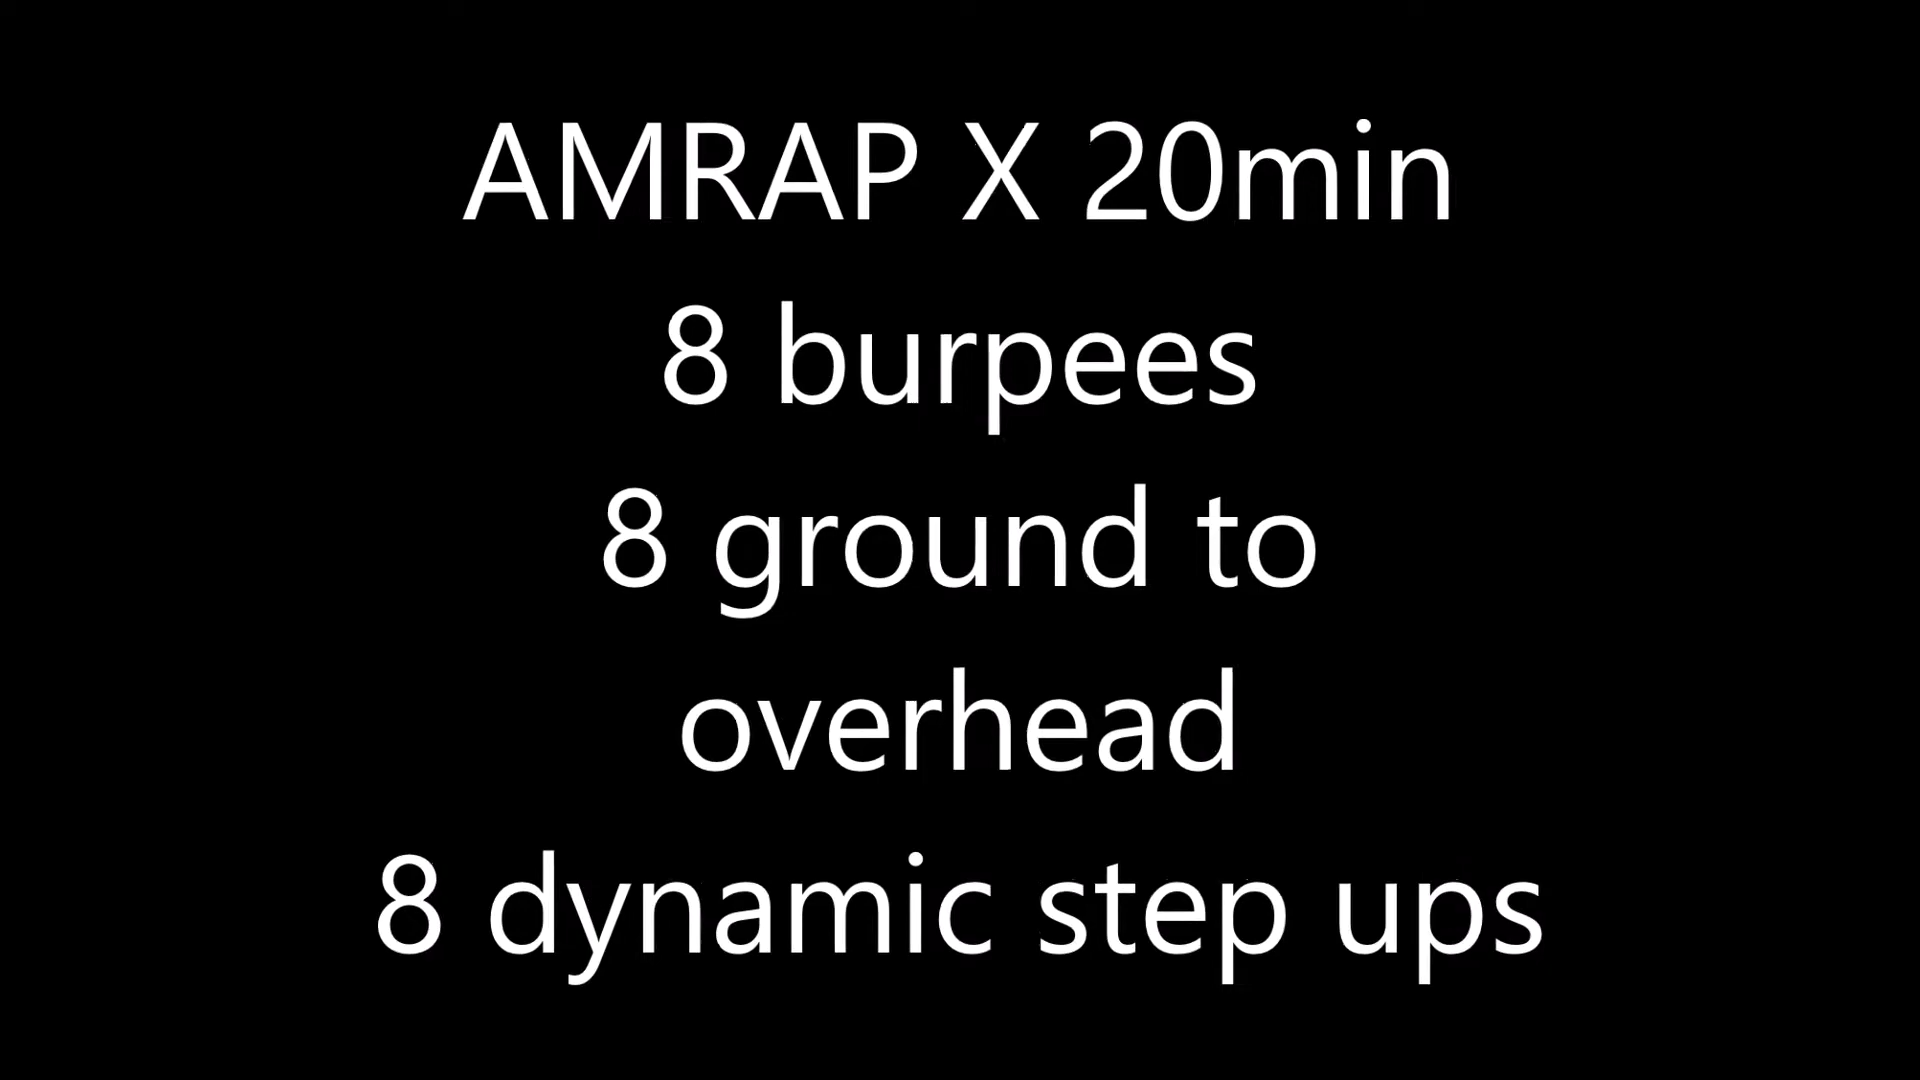 AMRAP X 20min
8 burpees
8 ground to
overhead
8 dynamic step ups